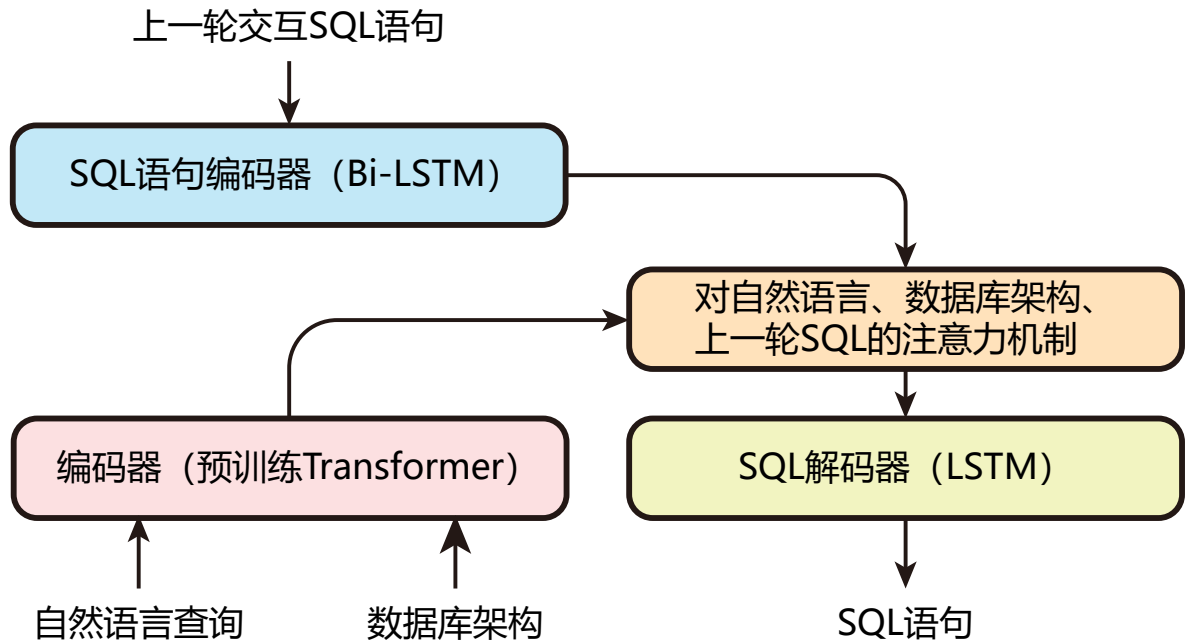 上一轮交互SQL语句
SQL语句编码器（Bi-LSTM）
对自然语言、数据库架构、
上一轮SQL的注意力机制
编码器（预训练Transformer）
SQL解码器（LSTM）
自然语言查询
数据库架构
SQL语句